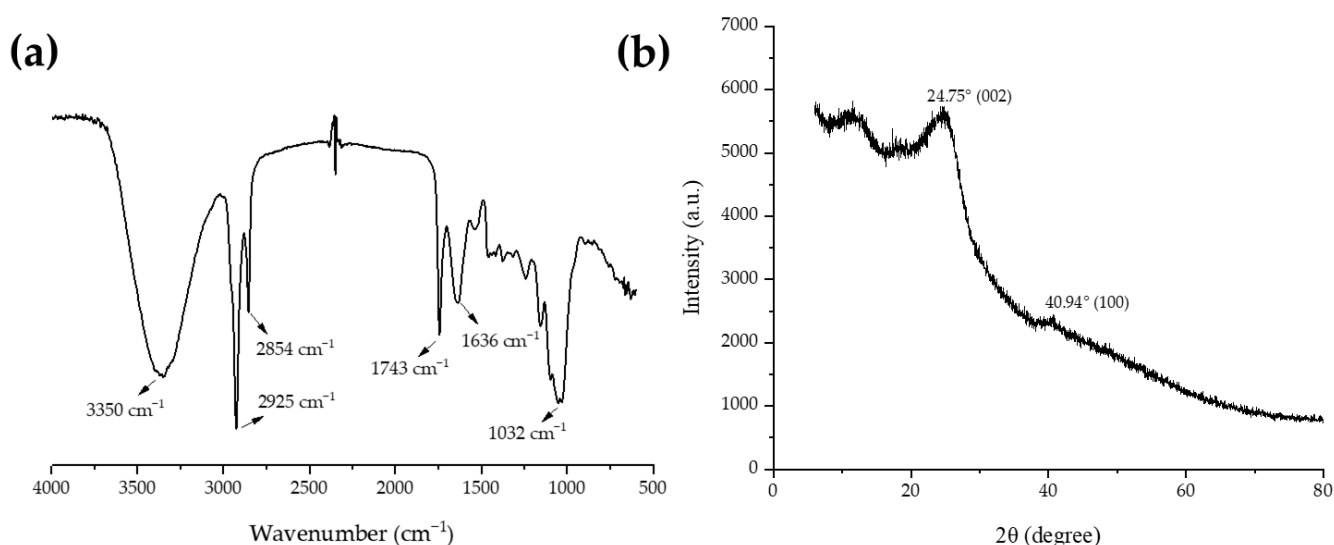 (a)
3350 cm⁻¹
2925 cm⁻¹
2854 cm⁻¹
1743 cm⁻¹
1636 cm⁻¹
1032 cm⁻¹
4000 3500 3000 2500 2000 1500 1000 500
Wavenumber (cm⁻¹)
(b)
7000
6000
5000
4000
3000
2000
1000
0
Intensity (a.u.)
24.75° (002)
40.94° (100)
0 20 40 60 80
2θ (degree)